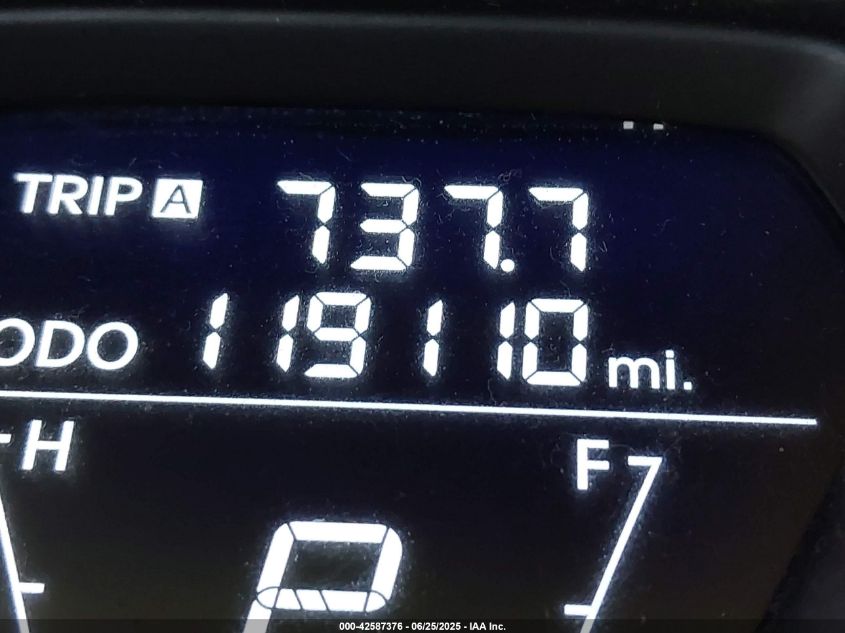 TRIP A 737.7
ODO 119110 mi.
H F
P
000-42587376 - 06/25/2025 - IAA Inc.